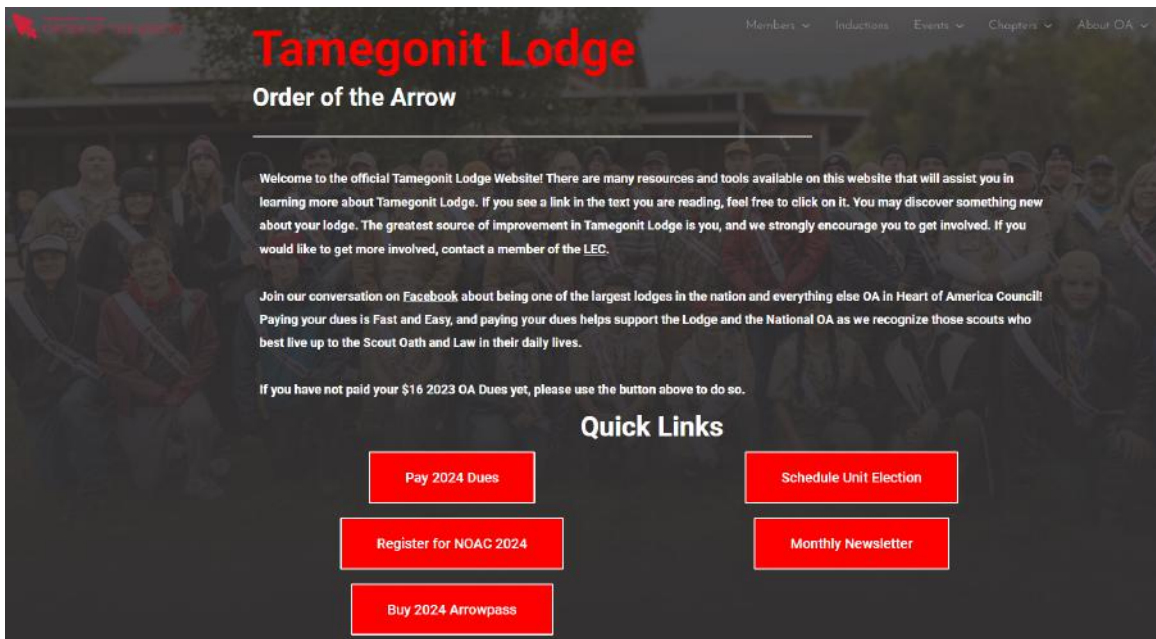 Members
Inductions
Events
Chapters
About OA
Tamegonit Lodge
Order of the Arrow
Welcome to the official Tamegonit Lodge Website! There are many resources and tools available on this website that will assist you in
learning more about Tamegonit Lodge. If you see a link in the text you are reading, feel free to click on it. You may discover something new
about your lodge. The greatest source of improvement in Tamegonit Lodge is you, and we strongly encourage you to get involved. If you
would like to get more involved, contact a member of the LEC.
Join our conversation on Facebook about being one of the largest lodges in the nation and everything else OA in Heart of America Council!
Paying your dues is Fast and Easy, and paying your dues helps support the Lodge and the National OA as we recognize those scouts who
best live up to the Scout Oath and Law in their daily lives.
If you have not paid your $16 2023 OA Dues yet, please use the button above to do so.
Quick Links
Pay 2024 Dues
Schedule Unit Election
Register for NOAC 2024
Monthly Newsletter
Buy 2024 Arrowpass